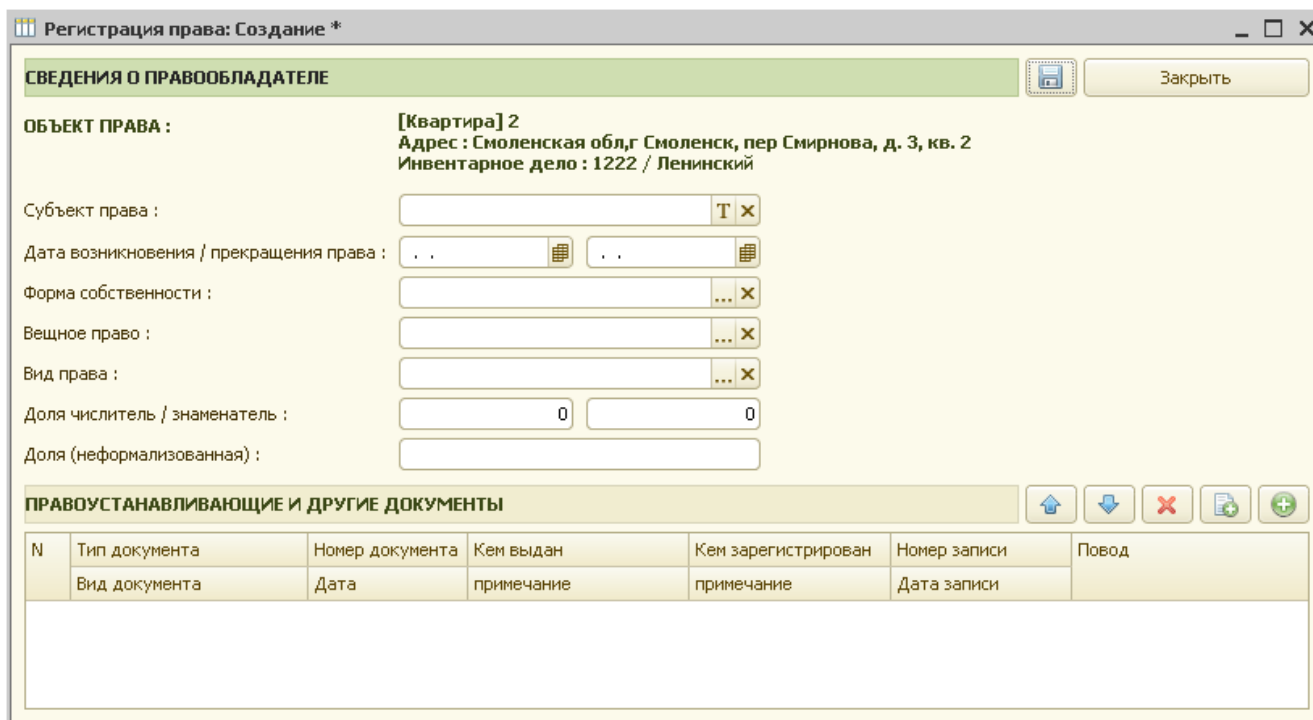 Регистрация права: Создание *
СВЕДЕНИЯ О ПРАВООБЛАДАТЕЛЕ
Закрыть
ОБЪЕКТ ПРАВА :
[Квартира] 2
Адрес : Смоленская обл,г Смоленск, пер Смирнова, д. 3, кв. 2
Инвентарное дело : 1222 / Ленинский
Субъект права :
T
Дата возникновения / прекращения права :
. .
. .
Форма собственности :
...
Вещное право :
...
Вид права :
...
Доля числитель / знаменатель :
0
0
Доля (неформализованная) :
ПРАВОУСТАНАВЛИВАЮЩИЕ И ДРУГИЕ ДОКУМЕНТЫ
N
Тип документа
Номер документа
Кем выдан
Кем зарегистрирован
Номер записи
Повод
Вид документа
Дата
примечание
примечание
Дата записи